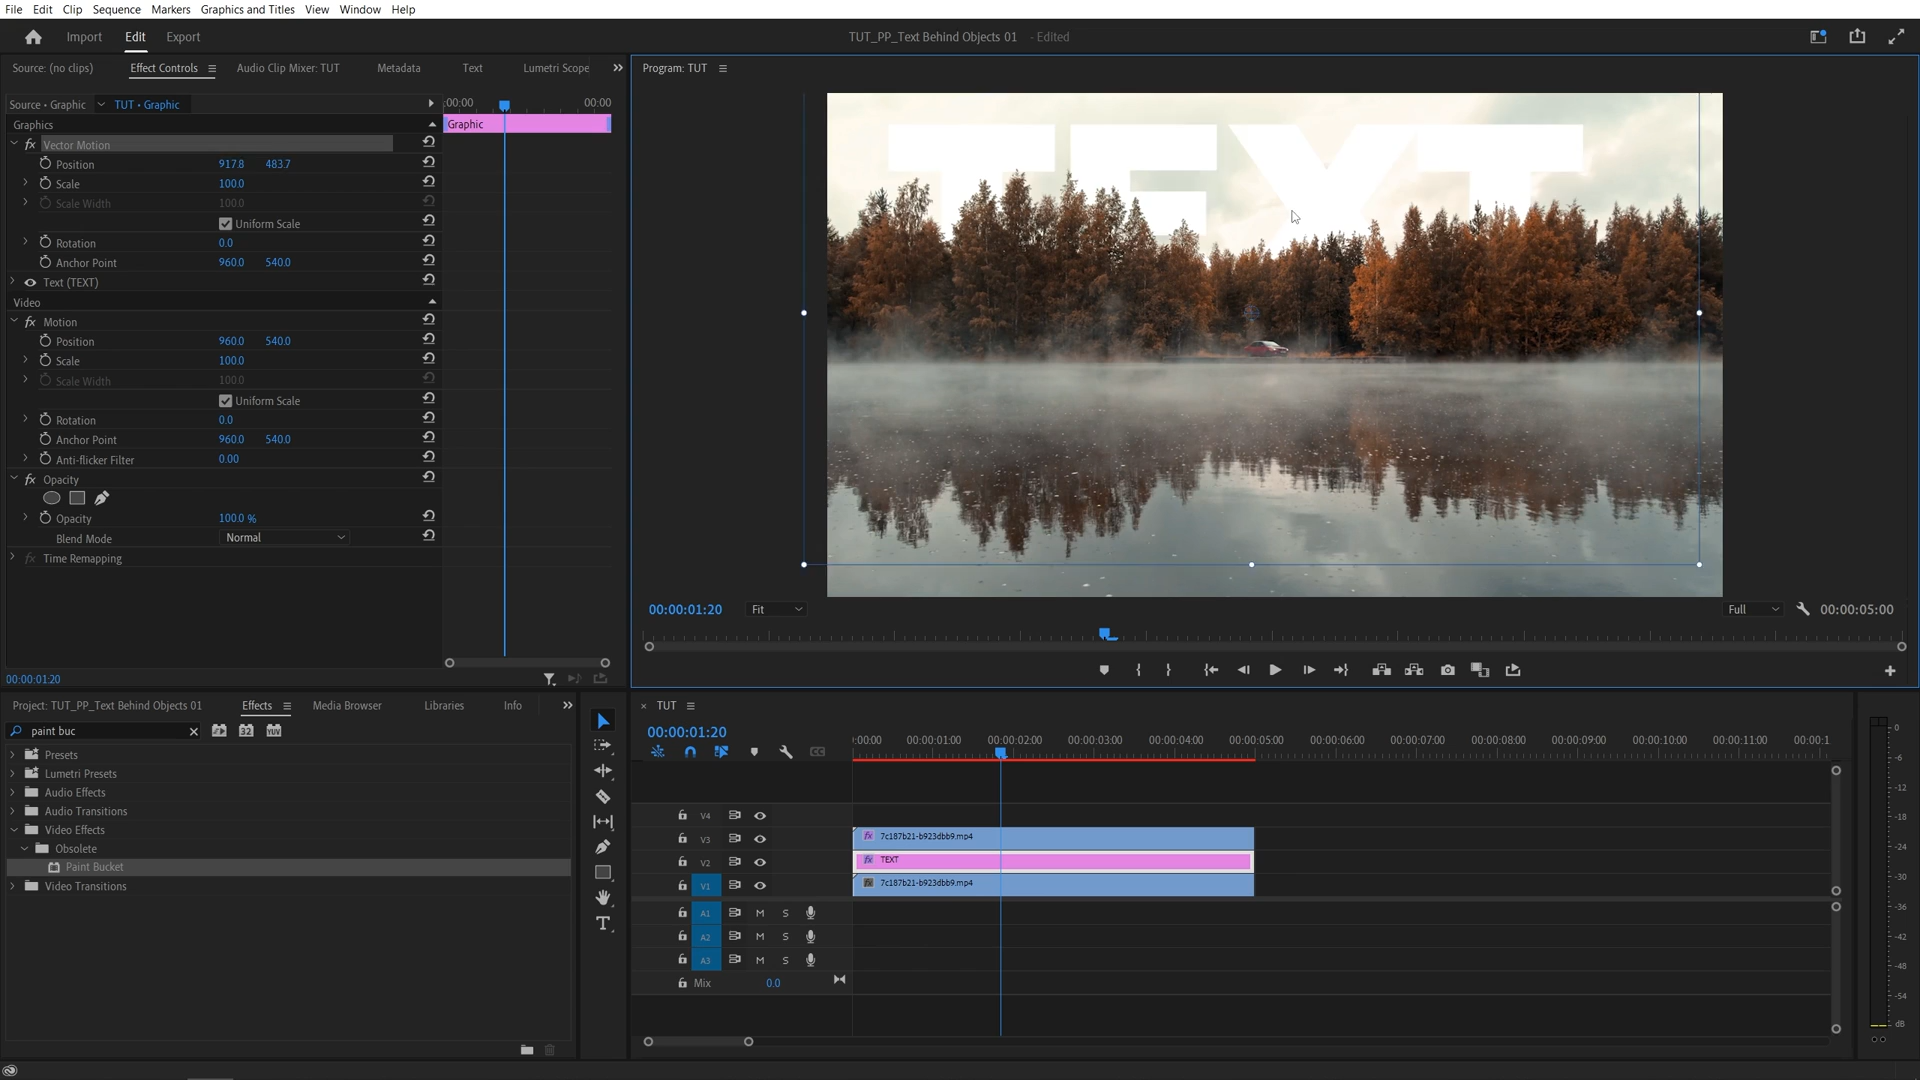 File Edit Clip Sequence Markers Graphics and Titles View Window Help
Import Edit Export
TUT_PP_Text Behind Objects 01 - Edited
Source: (no clips) Effect Controls Audio Clip Mixer: TUT Metadata Text Lumetri Scope
Program: TUT
Source • Graphic TUT • Graphic
:00:00 00:00
Graphics
Graphic
fx Vector Motion
Position 917.8 483.7
Scale 100.0
Scale Width 100.0
Uniform Scale
Rotation 0.0
Anchor Point 960.0 540.0
Text (TEXT)
Video
fx Motion
Position 960.0 540.0
Scale 100.0
Scale Width 100.0
Uniform Scale
Rotation 0.0
Anchor Point 960.0 540.0
Anti-flicker Filter 0.00
fx Opacity
Opacity 100.0 %
Blend Mode Normal
fx Time Remapping
00:00:01:20
TEXT
00:00:01:20 Fit Full 00:00:05:00
Project: TUT_PP_Text Behind Objects 01 Effects Media Browser Libraries Info
paint buc 32 YUV
Presets
Lumetri Presets
Audio Effects
Audio Transitions
Video Effects
Obsolete
Paint Bucket
Video Transitions
T
× TUT
00:00:01:20
:00:00 00:00:01:00 00:00:02:00 00:00:03:00 00:00:04:00 00:00:05:00 00:00:06:00 00:00:07:00 00:00:08:00 00:00:09:00 00:00:10:00 00:00:11:00 00:00:1
CC
V4
V3 fx 7c187b21-b923dbb9.mp4
V2 fx TEXT
V1 fx 7c187b21-b923dbb9.mp4
A1 M S
A2 M S
A3 M S
Mix 0.0
0
-6
-12
-18
-24
-30
-36
-42
-48
-54
dB